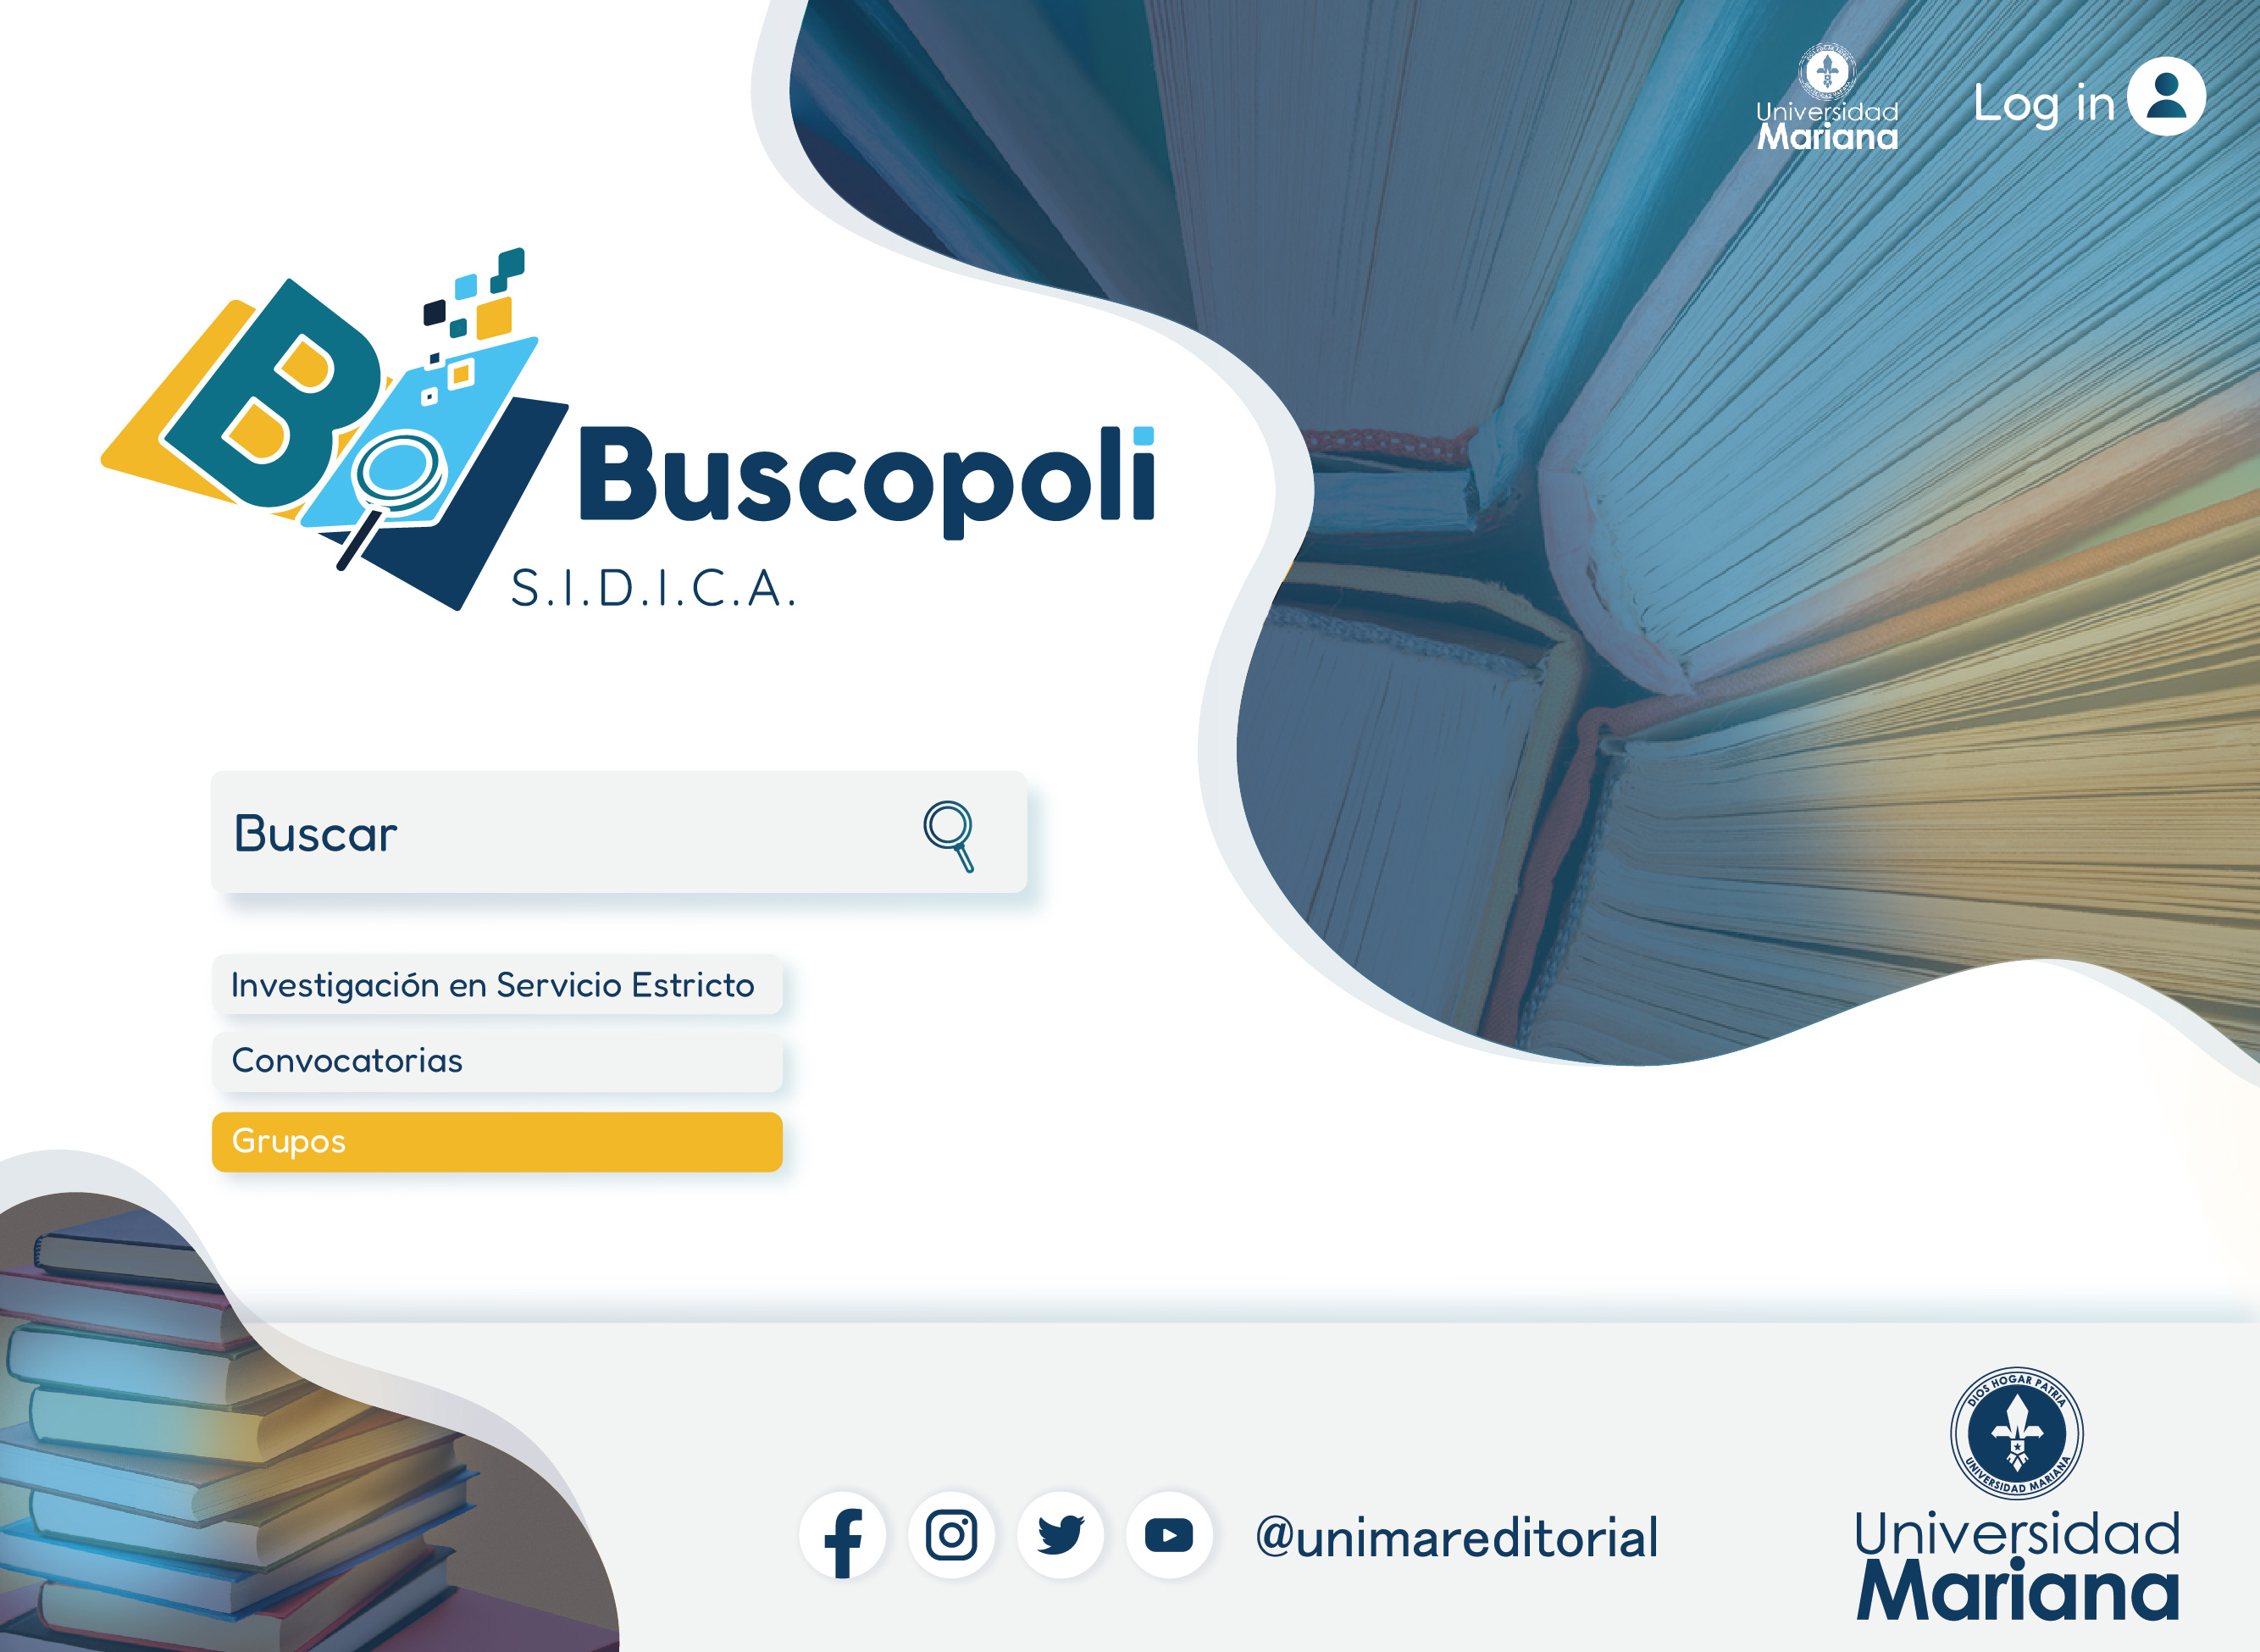 Universidad
Mariana
Log in
B
Buscopoli
S.I.D.I.C.A.
Buscar
Investigación en Servicio Estricto
Convocatorias
Grupos
@unimareditorial
DIOS HOGAR PATRIA
UNIVERSIDAD MARIANA
Universidad
Mariana